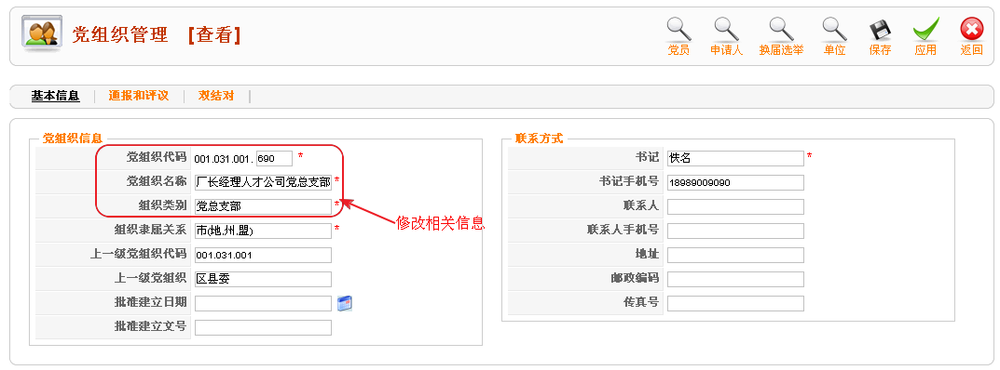 党组织管理 [查看]
党员 申请人 换届选举 单位 保存 应用 返回
基本信息 通报和评议 双结对
党组织信息
党组织代码 001.031.001. 690 *
党组织名称 厂长经理人才公司党总支部 *
组织类别 党总支部 *
组织隶属关系 市(地,州,盟) *
上一级党组织代码 001.031.001
上一级党组织 区县委
批准建立日期
批准建立文号
修改相关信息
联系方式
书记 佚名 *
书记手机号 18989009090
联系人
联系人手机号
地址
邮政编码
传真号